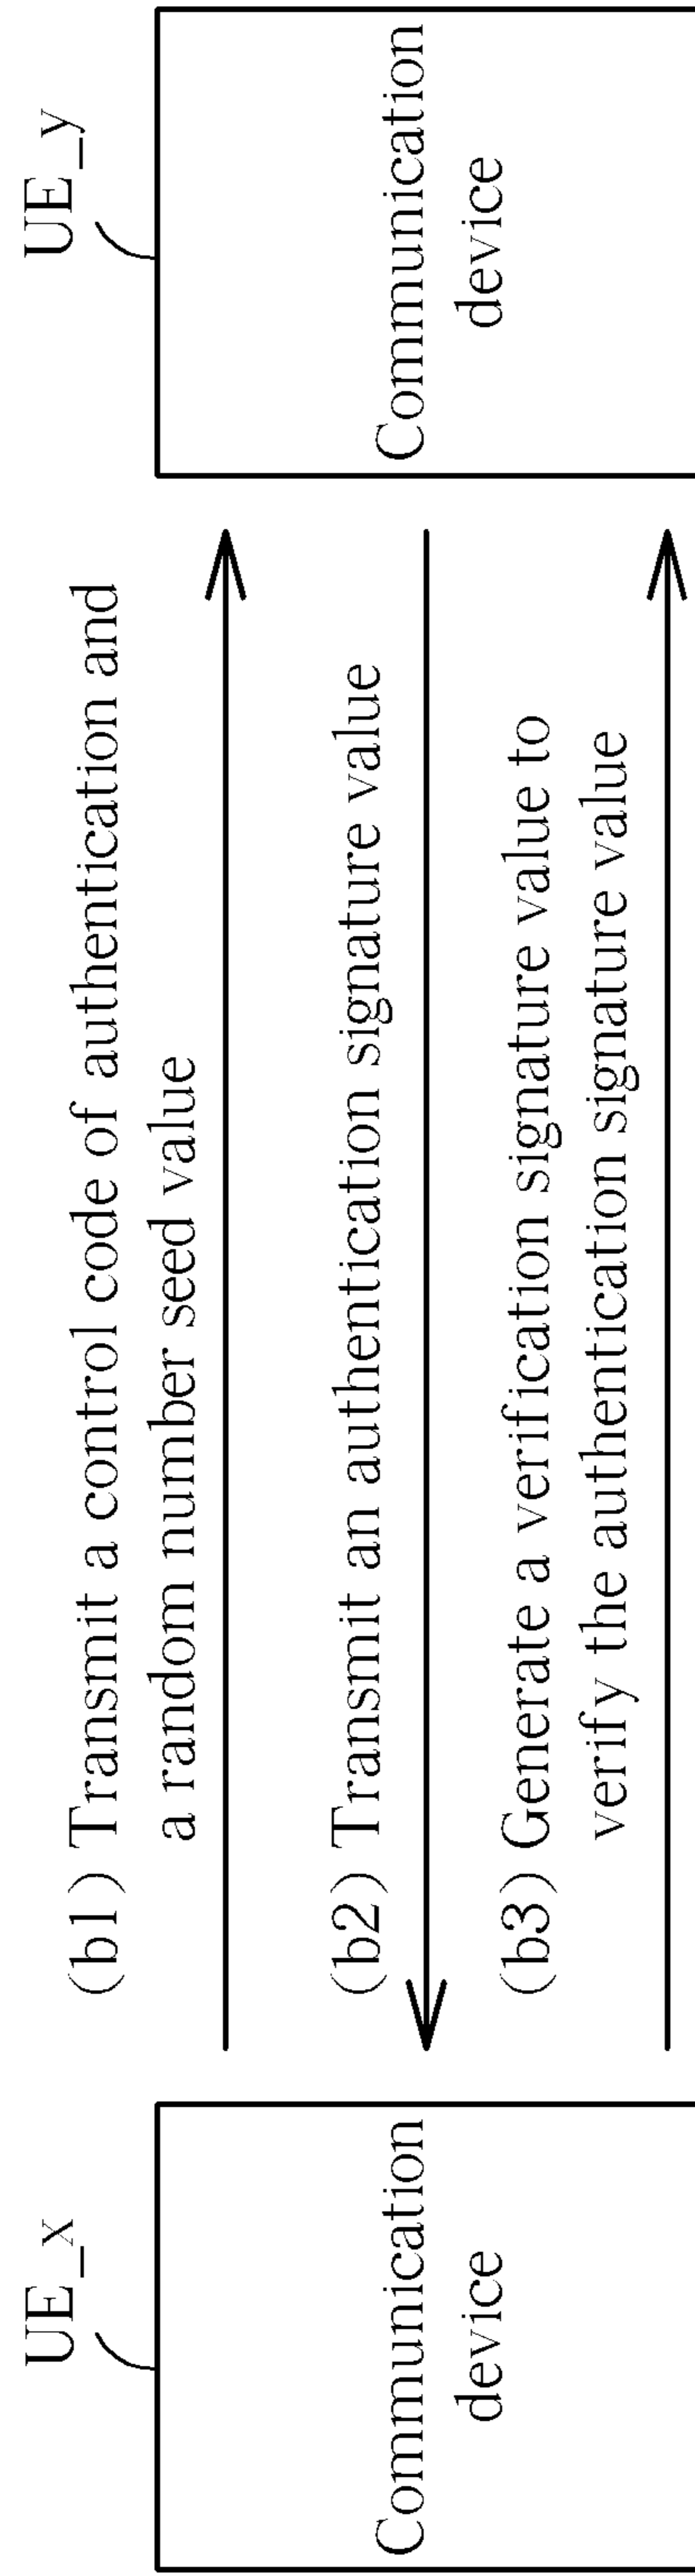 UE_x
UE_y
(b1) Transmit a control code of authentication and
a random number seed value
(b2) Transmit an authentication signature value
(b3) Generate a verification signature value to
verify the authentication signature value
Communication
device
Communication
device